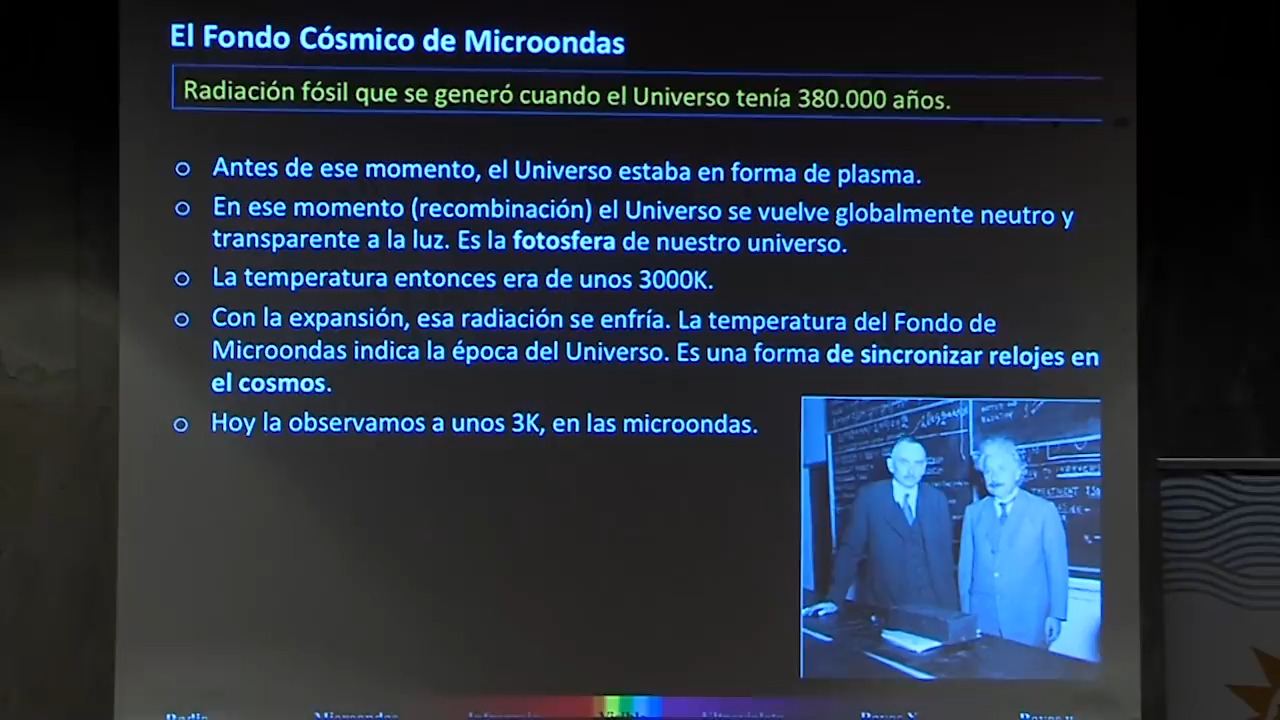 El Fondo Cósmico de Microondas
Radiación fósil que se generó cuando el Universo tenía 380.000 años.
Antes de ese momento, el Universo estaba en forma de plasma.
En ese momento (recombinación) el Universo se vuelve globalmente neutro y
transparente a la luz. Es la fotosfera de nuestro universo.
La temperatura entonces era de unos 3000K.
Con la expansión, esa radiación se enfría. La temperatura del Fondo de
Microondas indica la época del Universo. Es una forma de sincronizar relojes en
el cosmos.
Hoy la observamos a unos 3K, en las microondas.